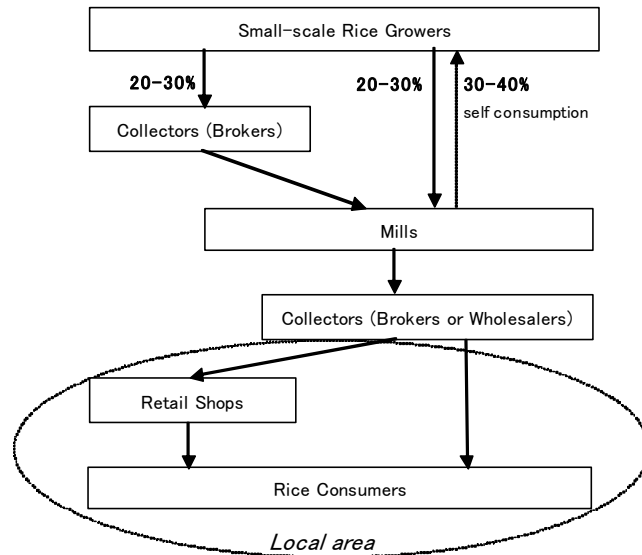 Small-scale Rice Growers
20-30%
20-30%
30-40%
self consumption
Collectors (Brokers)
Mills
Collectors (Brokers or Wholesalers)
Retail Shops
Rice Consumers
Local area